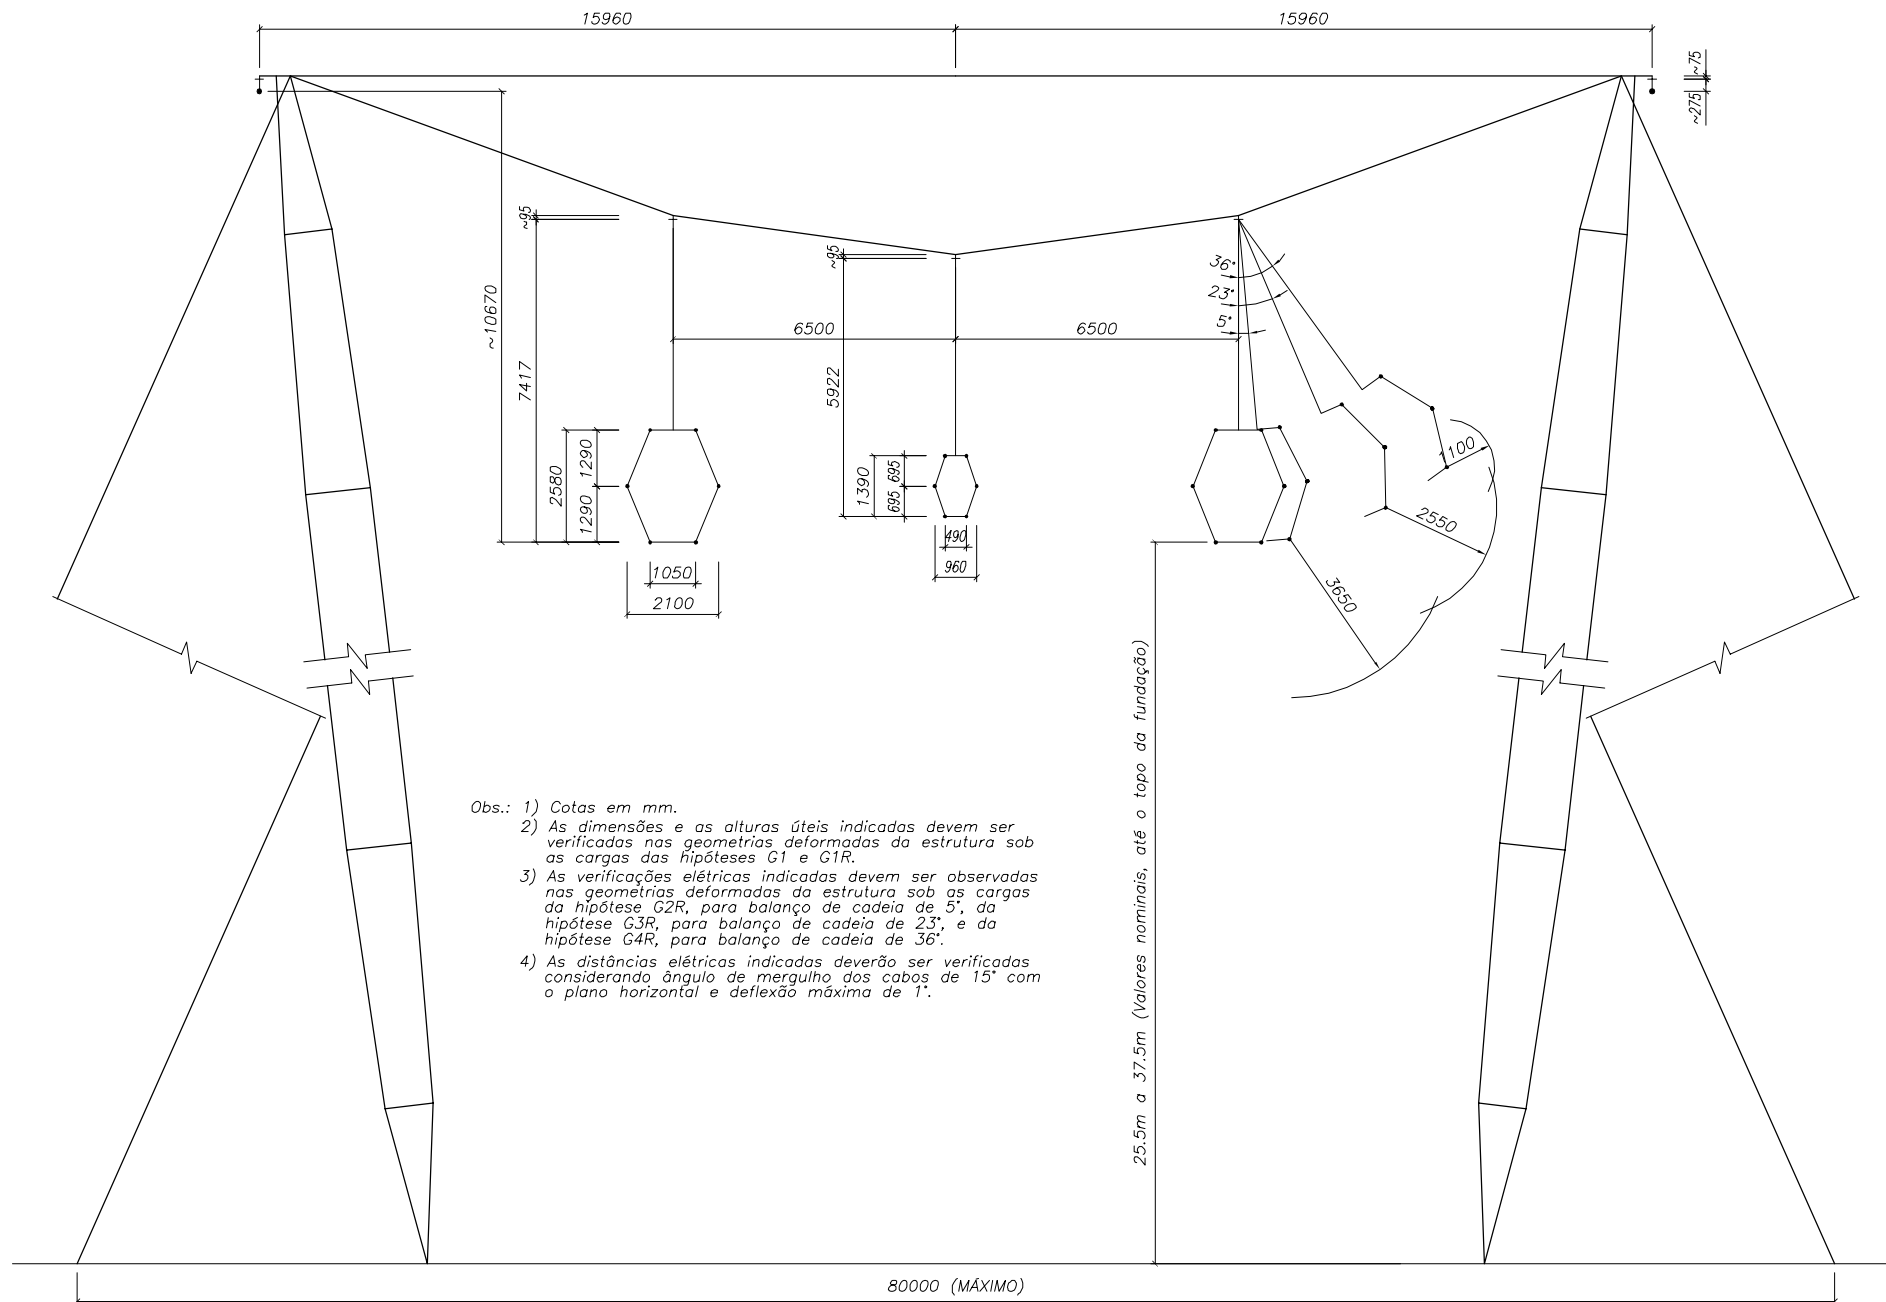 15960
15960
~75
~275
~95
~95
36°
23°
5°
~10670
6500
6500
7417
5922
1100
2580
1290
1290
1390
695
695
2550
490
960
1050
2100
3650
25.5m a 37.5m (Valores nominais, até o topo da fundação)
Obs.: 1) Cotas em mm.
2) As dimensões e as alturas úteis indicadas devem ser
verificadas nas geometrias deformadas da estrutura sob
as cargas das hipóteses G1 e G1R.
3) As verificações elétricas indicadas devem ser observadas
nas geometrias deformadas da estrutura sob as cargas
da hipótese G2R, para balanço de cadeia de 5°, da
hipótese G3R, para balanço de cadeia de 23°, e da
hipótese G4R, para balanço de cadeia de 36°.
4) As distâncias elétricas indicadas deverão ser verificadas
considerando ângulo de mergulho dos cabos de 15° com
o plano horizontal e deflexão máxima de 1°.
80000 (MÁXIMO)